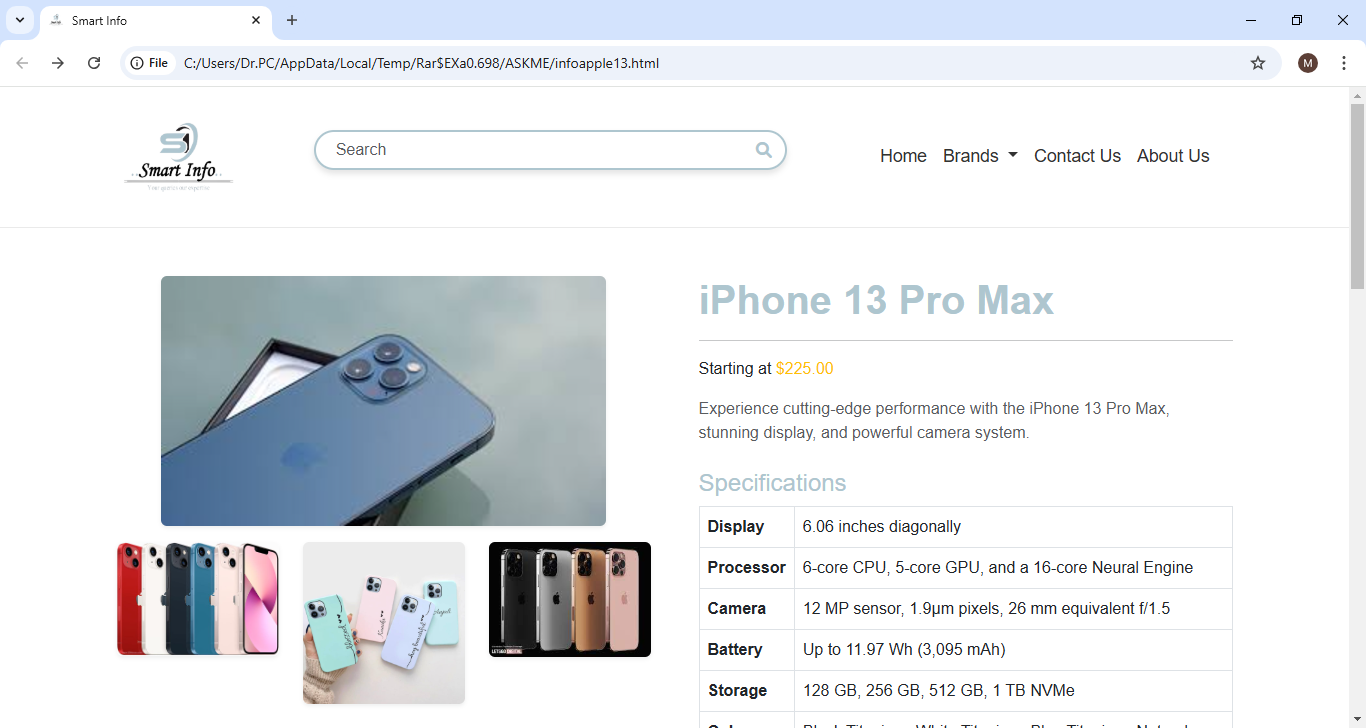 Smart Info
File
C:/Users/Dr.PC/AppData/Local/Temp/Rar$EXa0.698/ASKME/infoapple13.html
M
Smart Info
Search
Home Brands Contact Us About Us
iPhone 13 Pro Max
Starting at $225.00
Experience cutting-edge performance with the iPhone 13 Pro Max,
stunning display, and powerful camera system.
Specifications
Display 6.06 inches diagonally
Processor 6-core CPU, 5-core GPU, and a 16-core Neural Engine
Camera 12 MP sensor, 1.9µm pixels, 26 mm equivalent f/1.5
Battery Up to 11.97 Wh (3,095 mAh)
Storage 128 GB, 256 GB, 512 GB, 1 TB NVMe
LETSGO DIGITAL